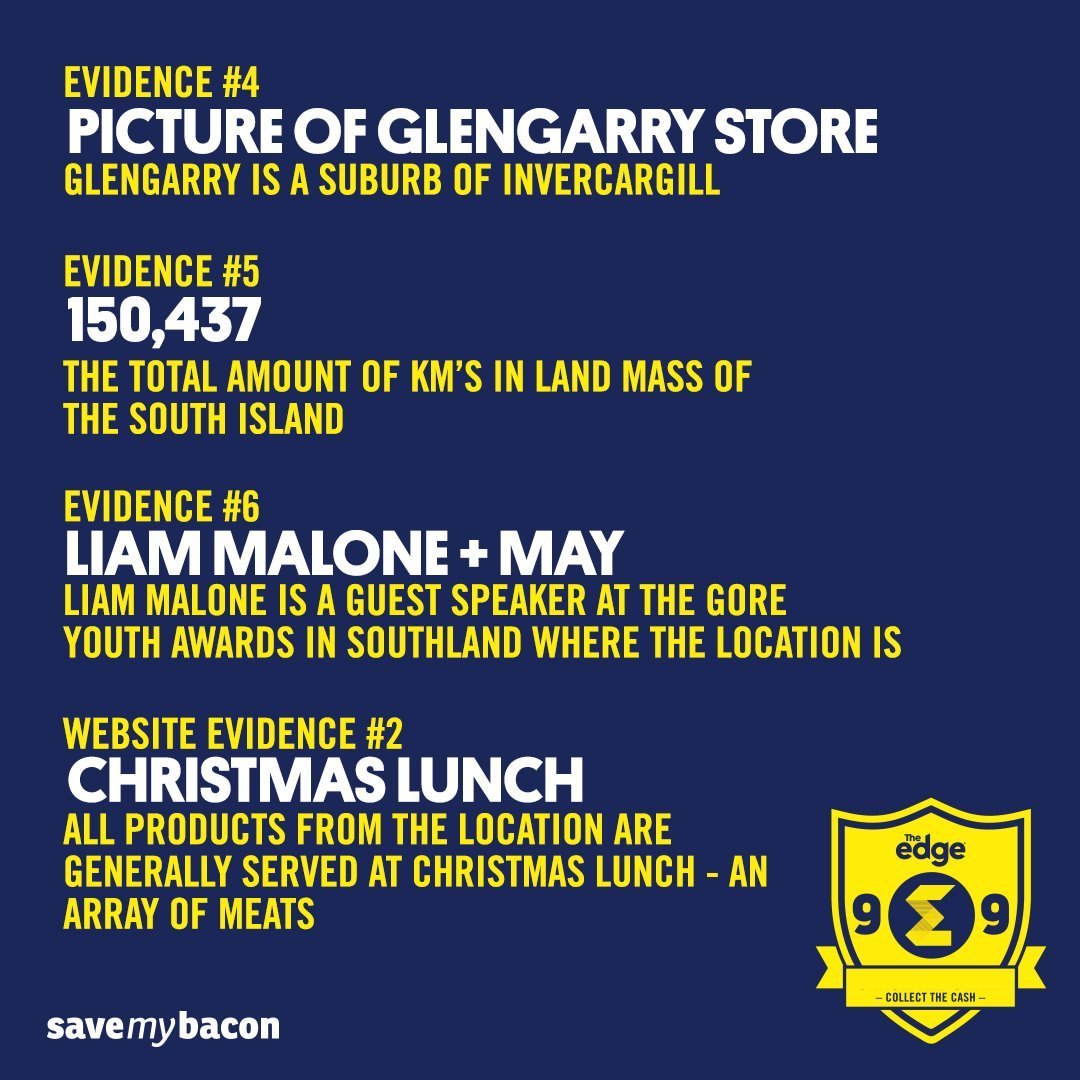 EVIDENCE #4
PICTURE OF GLENGARRY STORE
GLENGARRY IS A SUBURB OF INVERCARGILL
EVIDENCE #5
150,437
THE TOTAL AMOUNT OF KM'S IN LAND MASS OF
THE SOUTH ISLAND
EVIDENCE #6
LIAM MALONE + MAY
LIAM MALONE IS A GUEST SPEAKER AT THE GORE
YOUTH AWARDS IN SOUTHLAND WHERE THE LOCATION IS
WEBSITE EVIDENCE #2
CHRISTMAS LUNCH
ALL PRODUCTS FROM THE LOCATION ARE
GENERALLY SERVED AT CHRISTMAS LUNCH - AN
ARRAY OF MEATS
The
edge
9 9
– COLLECT THE CASH –
savemybacon